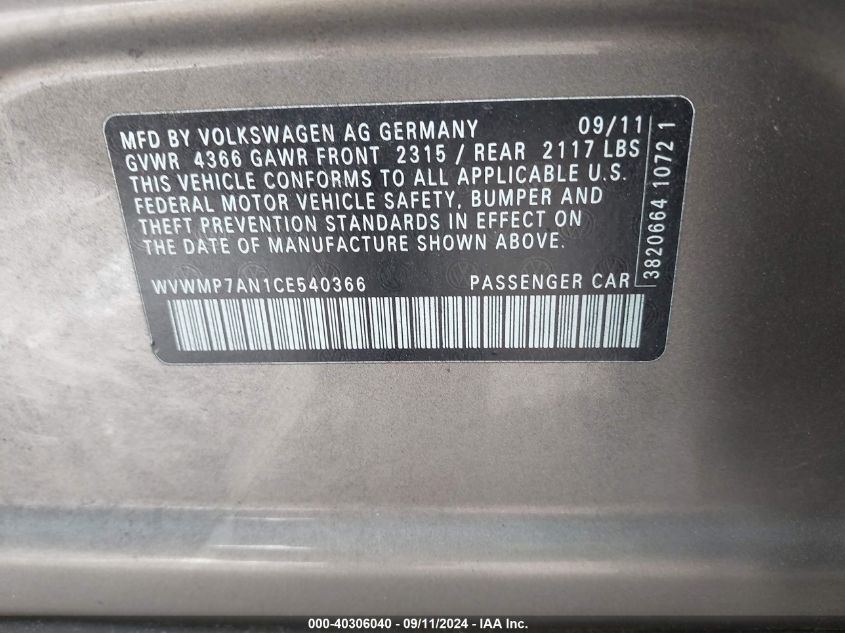 MFD BY VOLKSWAGEN AG GERMANY 09/11
GVWR 4366 GAWR FRONT 2315 / REAR 2117 LBS
THIS VEHICLE CONFORMS TO ALL APPLICABLE U.S.
FEDERAL MOTOR VEHICLE SAFETY, BUMPER AND
THEFT PREVENTION STANDARDS IN EFFECT ON
THE DATE OF MANUFACTURE SHOWN ABOVE.
WVWMP7AN1CE540366 PASSENGER CAR
3820664 1072 1
000-40306040 - 09/11/2024 - IAA Inc.